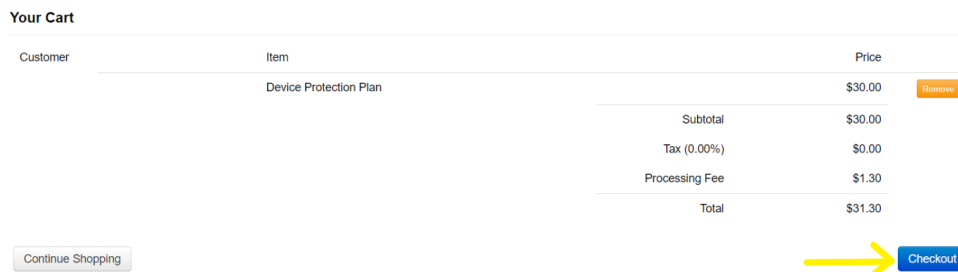 Your Cart
Customer Item Price
Device Protection Plan $30.00 Remove
Subtotal $30.00
Tax (0.00%) $0.00
Processing Fee $1.30
Total $31.30
Continue Shopping Checkout